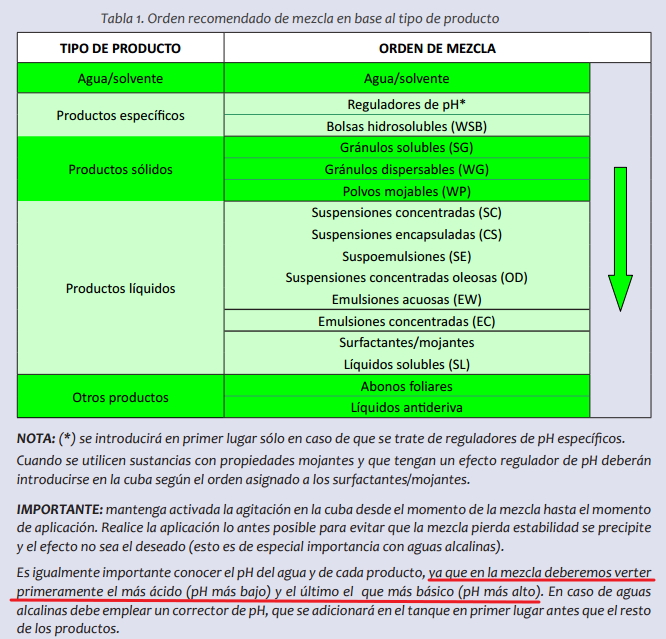 Tabla 1. Orden recomendado de mezcla en base al tipo de producto
TIPO DE PRODUCTO ORDEN DE MEZCLA
Agua/solvente Agua/solvente
Productos específicos
Reguladores de pH*
Bolsas hidrosolubles (WSB)
Productos sólidos
Gránulos solubles (SG)
Gránulos dispersables (WG)
Polvos mojables (WP)
Productos líquidos
Suspensiones concentradas (SC)
Suspensiones encapsuladas (CS)
Suspoemulsiones (SE)
Suspensiones concentradas oleosas (OD)
Emulsiones acuosas (EW)
Emulsiones concentradas (EC)
Surfactantes/mojantes
Líquidos solubles (SL)
Otros productos
Abonos foliares
Líquidos antideriva
NOTA: (*) se introducirá en primer lugar sólo en caso de que se trate de reguladores de pH específicos.
Cuando se utilicen sustancias con propiedades mojantes y que tengan un efecto regulador de pH deberán
introducirse en la cuba según el orden asignado a los surfactantes/mojantes.
IMPORTANTE: mantenga activada la agitación en la cuba desde el momento de la mezcla hasta el momento
de aplicación. Realice la aplicación lo antes posible para evitar que la mezcla pierda estabilidad se precipite
y el efecto no sea el deseado (esto es de especial importancia con aguas alcalinas).
Es igualmente importante conocer el pH del agua y de cada producto, ya que en la mezcla deberemos verter
primeramente el más ácido (pH más bajo) y el último el que más básico (pH más alto). En caso de aguas
alcalinas debe emplear un corrector de pH, que se adicionará en el tanque en primer lugar antes que el resto
de los productos.